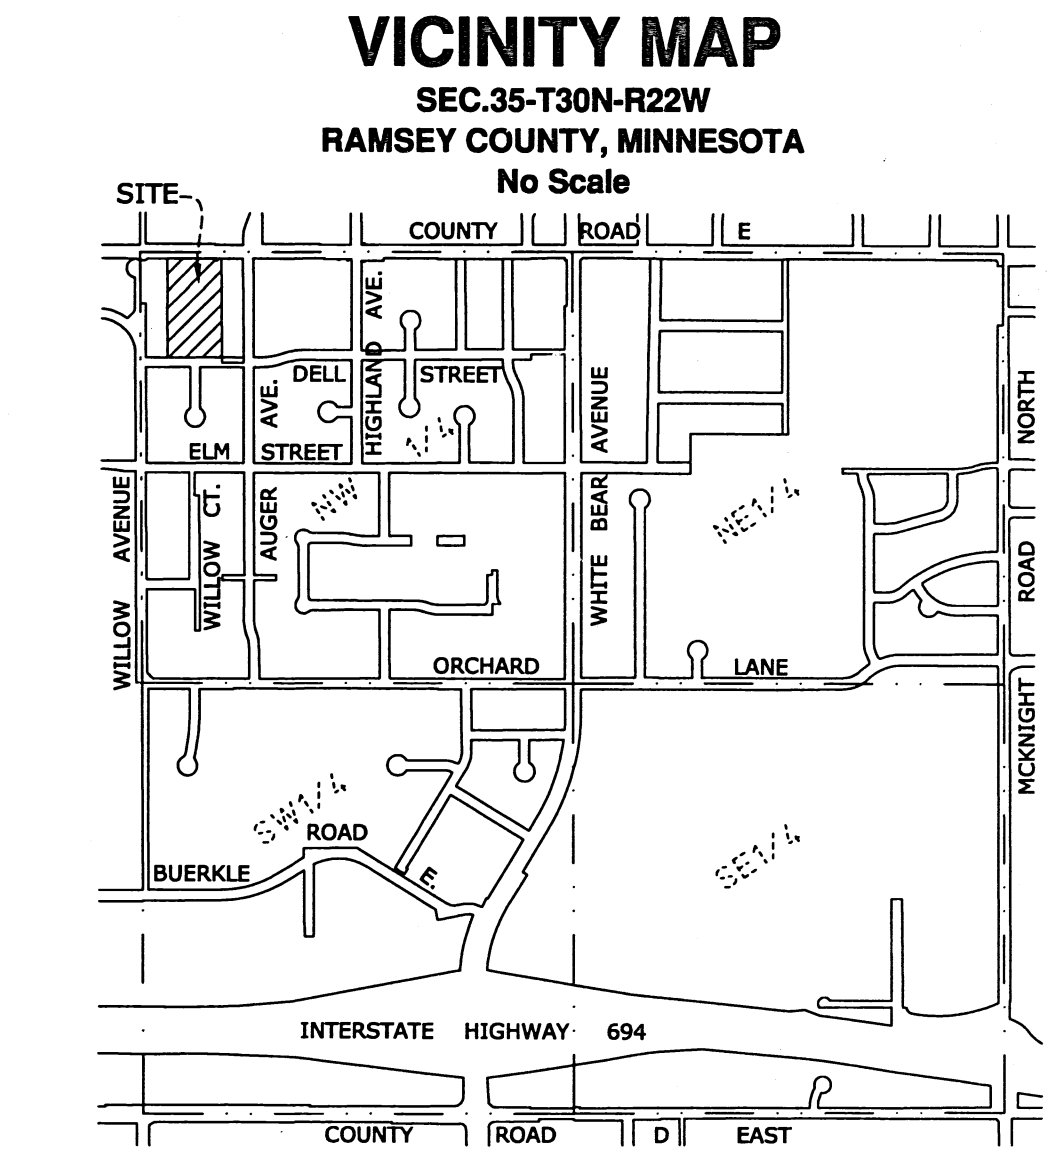 VICINITY MAP
SEC.35-T30N-R22W
RAMSEY COUNTY, MINNESOTA
No Scale
SITE
COUNTY ROAD E
HIGHLAND AVE.
DELL STREET
AVE.
AVENUE
NORTH
1/4
ELM STREET
NW
NE1/4
WILLOW AVENUE
WILLOW CT.
AUGER
WHITE BEAR
ROAD
ORCHARD LANE
MCKNIGHT
SW1/4
SE1/4
BUERKLE ROAD E.
INTERSTATE HIGHWAY 694
COUNTY ROAD D EAST